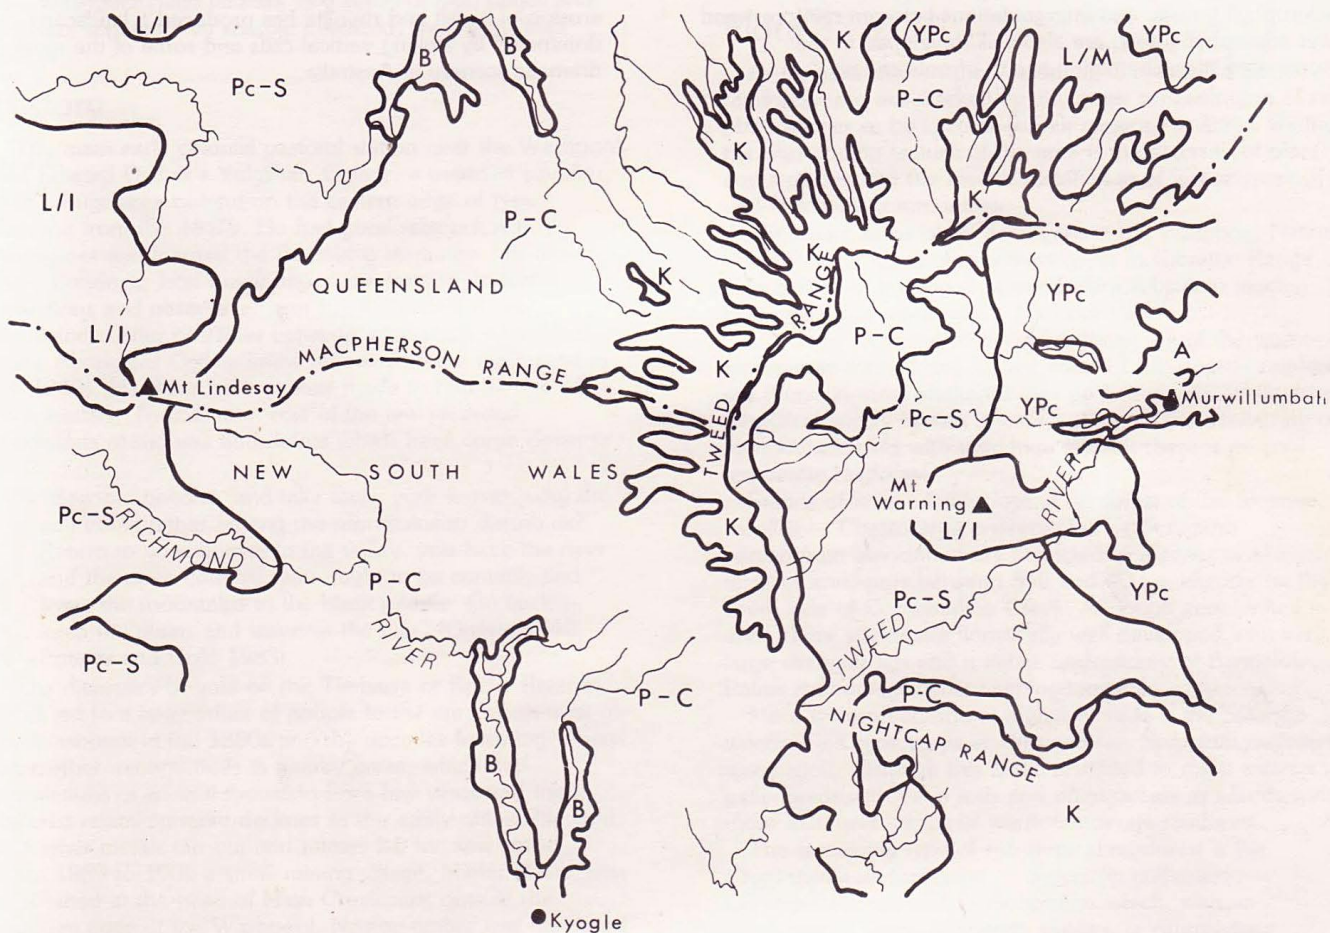 L/I
B
B
K
K
YPc
YPc
L/M
Pc-S
P-C
K
L/I
P-C
K
K
K
QUEENSLAND
RANGE
P-C
YPc
L/I
MACPHERSON RANGE
K
A
Mt Lindesay
TWEED
Pc-S
YPc
Murwillumbah
NEW SOUTH WALES
Mt
Warning
L/I
RIVER
Pc-S
RICHMOND
K
K
P-C
Pc-S
YPc
RIVER
TWEED
Pc-S
P-C
P-C
NIGHTCAP RANGE
B
B
K
Kyogle